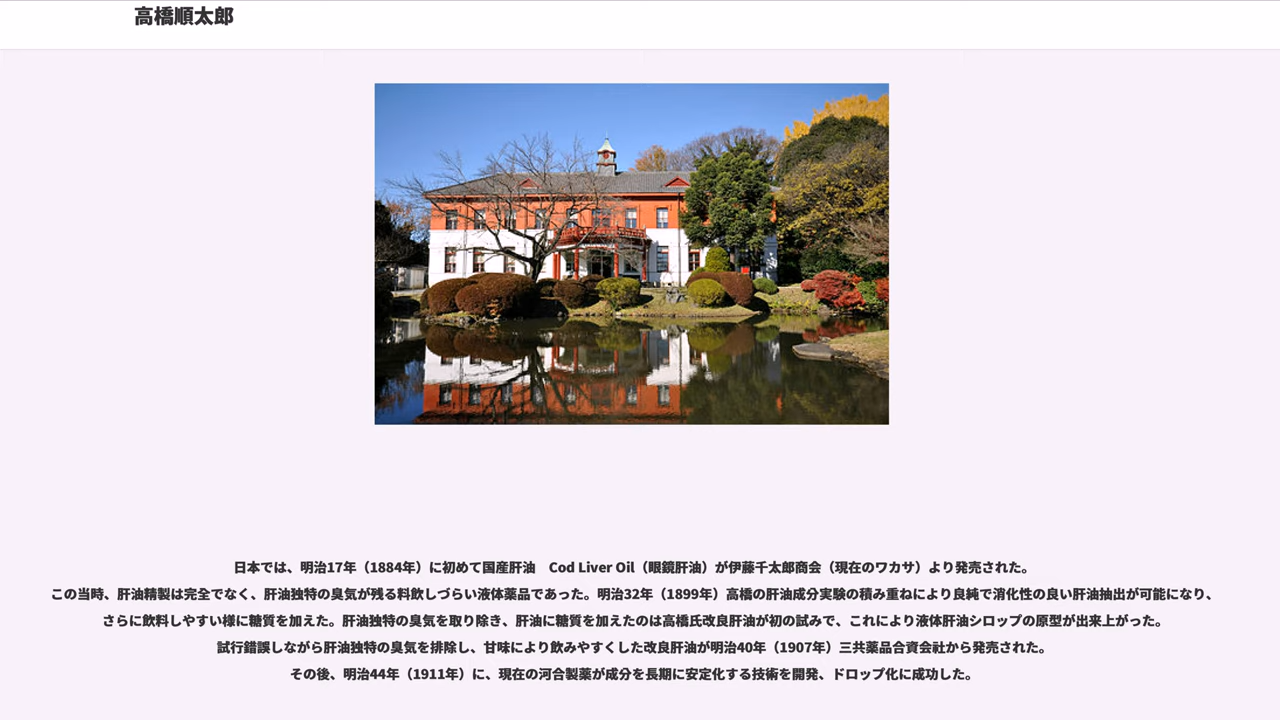 高橋順太郎
日本では、明治17年（1884年）に初めて国産肝油　Cod Liver Oil（眼鏡肝油）が伊藤千太郎商会（現在のワカサ）より発売された。
この当時、肝油精製は完全でなく、肝油独特の臭気が残る料飲しづらい液体薬品であった。明治32年（1899年）高橋の肝油成分実験の積み重ねにより良純で消化性の良い肝油抽出が可能になり、
さらに飲料しやすい様に糖質を加えた。肝油独特の臭気を取り除き、肝油に糖質を加えたのは高橋氏改良肝油が初の試みで、これにより液体肝油シロップの原型が出来上がった。
試行錯誤しながら肝油独特の臭気を排除し、甘味により飲みやすくした改良肝油が明治40年（1907年）三共薬品合資会社から発売された。
その後、明治44年（1911年）に、現在の河合製薬が成分を長期に安定化する技術を開発、ドロップ化に成功した。